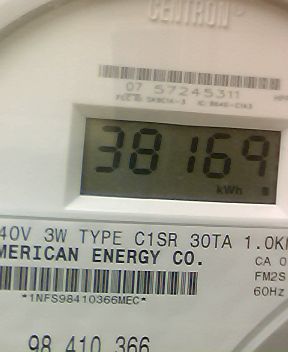 CENTRON®
07 57245311
38169
kWh
40V 3W TYPE C1SR 30TA 1.0K
MERICAN ENERGY CO.
CA 0
FM2S
60Hz
*1NFS98410366MEC*
98 410 366